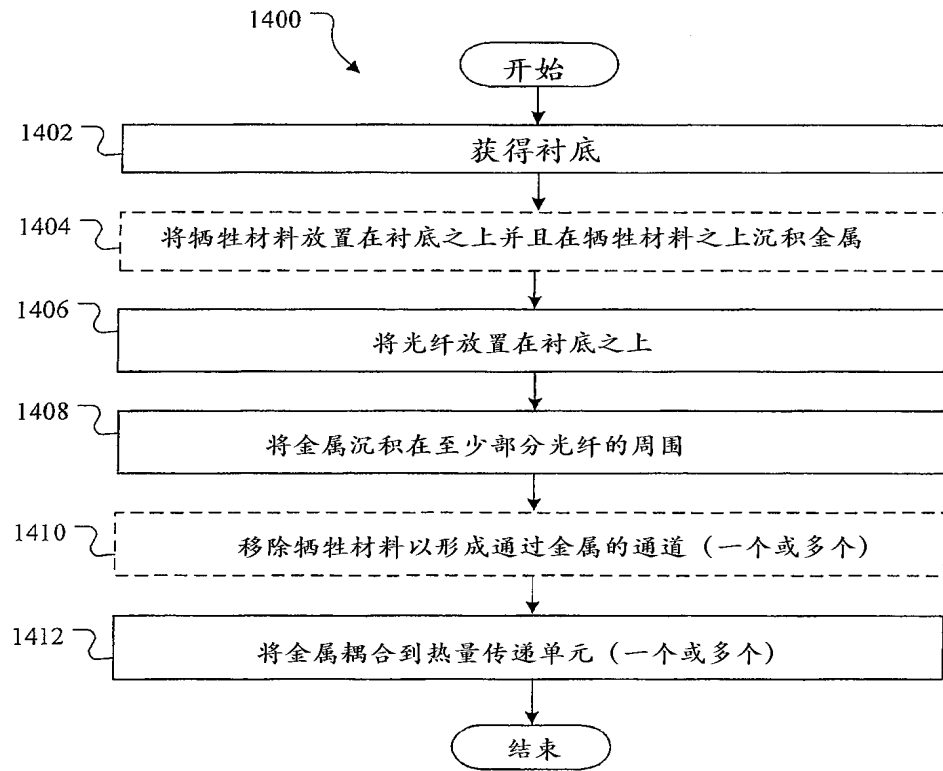 1400
开始
1402
获得衬底
1404
将牺牲材料放置在衬底之上并且在牺牲材料之上沉积金属
1406
将光纤放置在衬底之上
1408
将金属沉积在至少部分光纤的周围
1410
移除牺牲材料以形成通过金属的通道（一个或多个）
1412
将金属耦合到热量传递单元（一个或多个）
结束